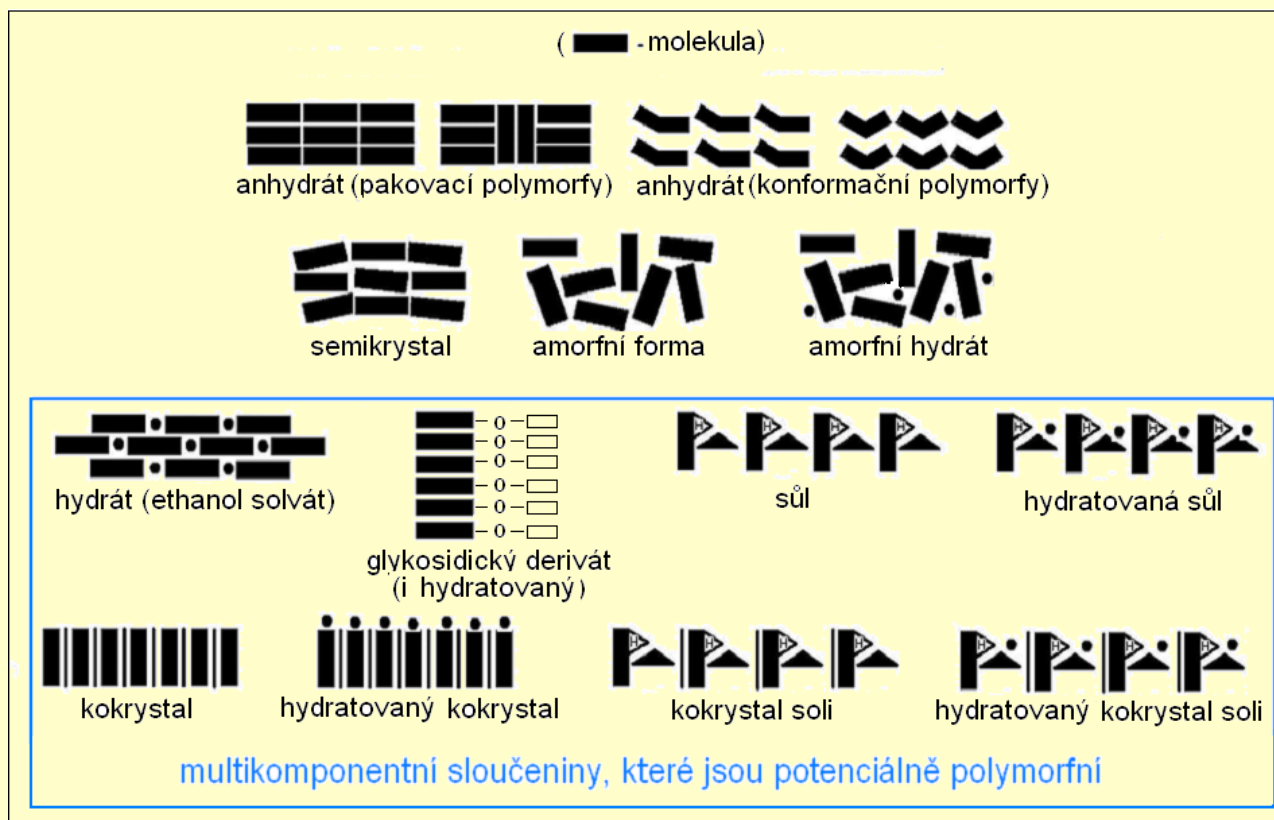 ( -molekula)
anhydrát (pakovací polymorfy)
anhydrát (konformační polymorfy)
semikrystal
amorfní forma
amorfní hydrát
hydrát (ethanol solvát)
O
O
O
O
O
O
glykosidický derivát
(i hydratovaný)
H H H H
sůl
H H H H
hydratovaná sůl
kokrystal
hydratovaný kokrystal
H H H H
kokrystal soli
H H H H
hydratovaný kokrystal soli
multikomponentní sloučeniny, které jsou potenciálně polymorfní